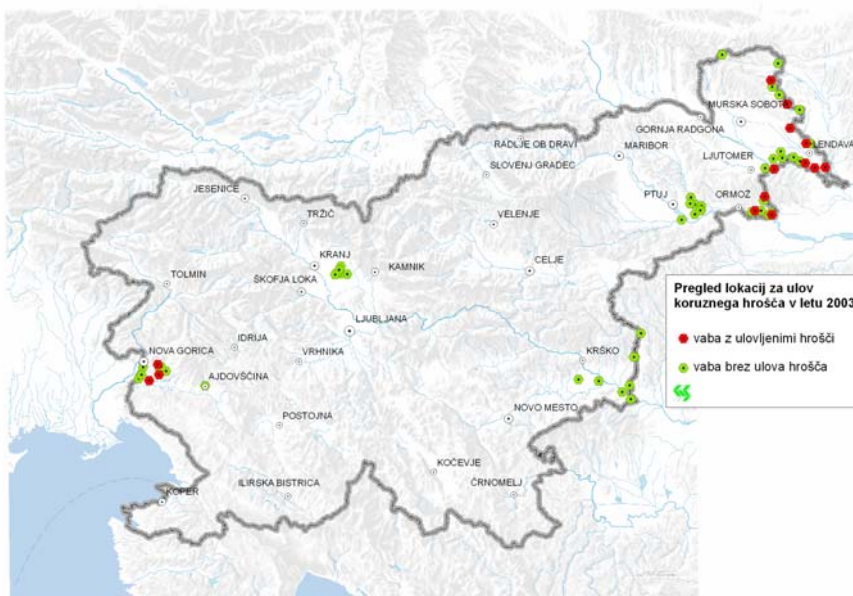 MURSKA SOBOTA
GORNJA RADGONA
RADLJE OB DRAVI
MARIBOR
LENDAVA
SLOVENJ GRADEC
LJUTOMER
JESENICE
PTUJ
ORMOŽ
TRŽIČ
VELENJE
KRANJ
KAMNIK
CELJE
TOLMIN
ŠKOFJA LOKA
LJUBLJANA
IDRIJA
NOVA GORICA
VRHNIKA
KRŠKO
AJDOVŠČINA
POSTOJNA
NOVO MESTO
KOČEVJE
ILIRSKA BISTRICA
ČRNOMELJ
KOPER
Pregled lokacij za ulov
koruznega hrošča v letu 2003
vaba z ulovljenimi hrošči
vaba brez ulova hrošča